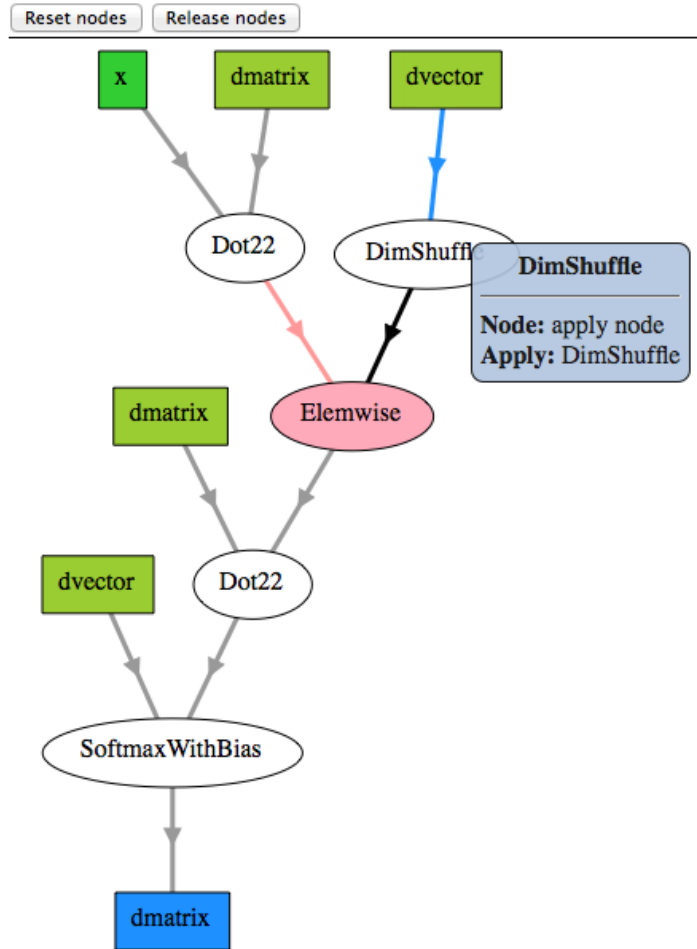 Reset nodes Release nodes
x dmatrix dvector
Dot22 DimShuffle
DimShuffle
Node: apply node
Apply: DimShuffle
dmatrix Elemwise
dvector Dot22
SoftmaxWithBias
dmatrix